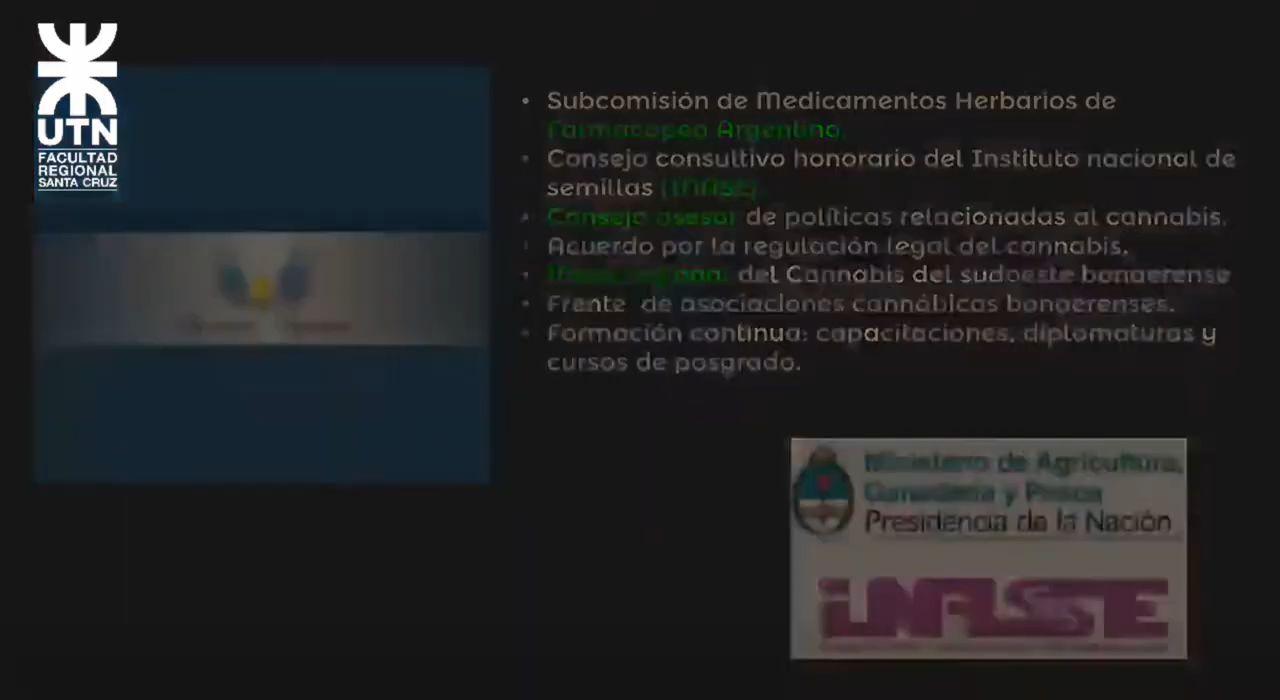 UTN
FACULTAD
REGIONAL
SANTA CRUZ
• Subcomisión de Medicamentos Herbarios de
Farmacopea Argentina.
• Consejo consultivo honorario del Instituto nacional de
semillas (INASE)
• Consejo asesor de políticas relacionadas al cannabis.
• Acuerdo por la regulación legal del cannabis.
• del Cannabis del sudoeste bonaerense
• Frente de asociaciones cannábicas bonaerenses.
• Formación continua: capacitaciones, diplomaturas y
cursos de posgrado.
Ministerio de Agricultura,
Ganadería y Pesca
Presidencia de la Nación
INASE